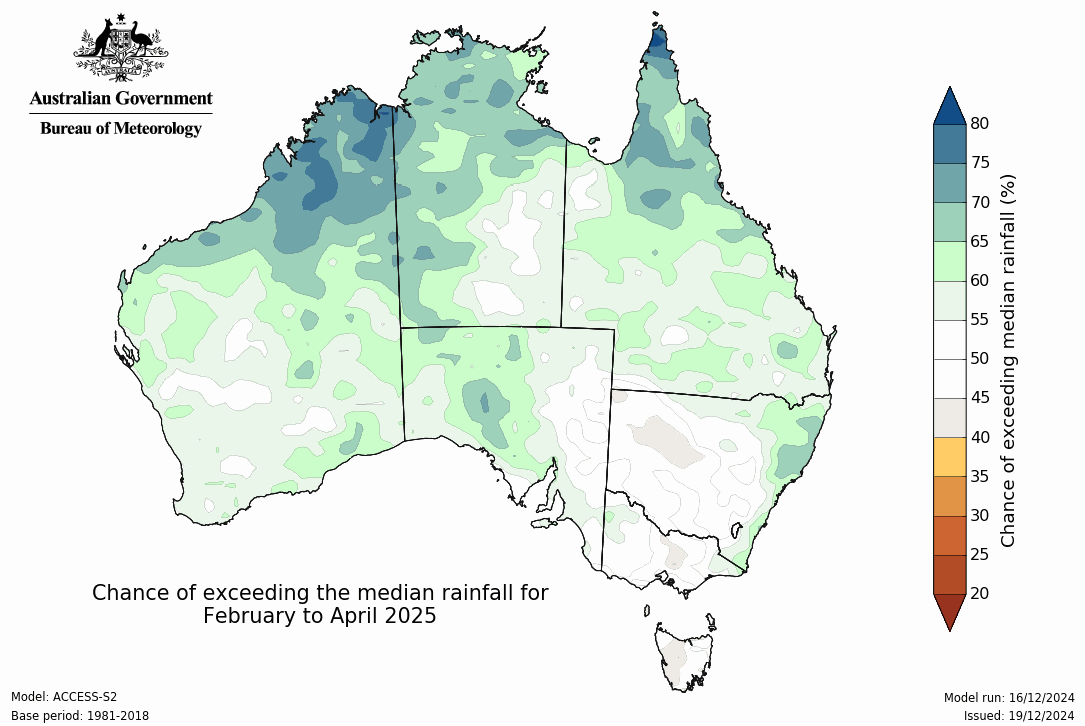 Australian Government
Bureau of Meteorology
80
75
70
65
60
55
50
45
40
35
30
25
20
Chance of exceeding median rainfall (%)
Chance of exceeding the median rainfall for
February to April 2025
Model: ACCESS-S2
Base period: 1981-2018
Model run: 16/12/2024
Issued: 19/12/2024